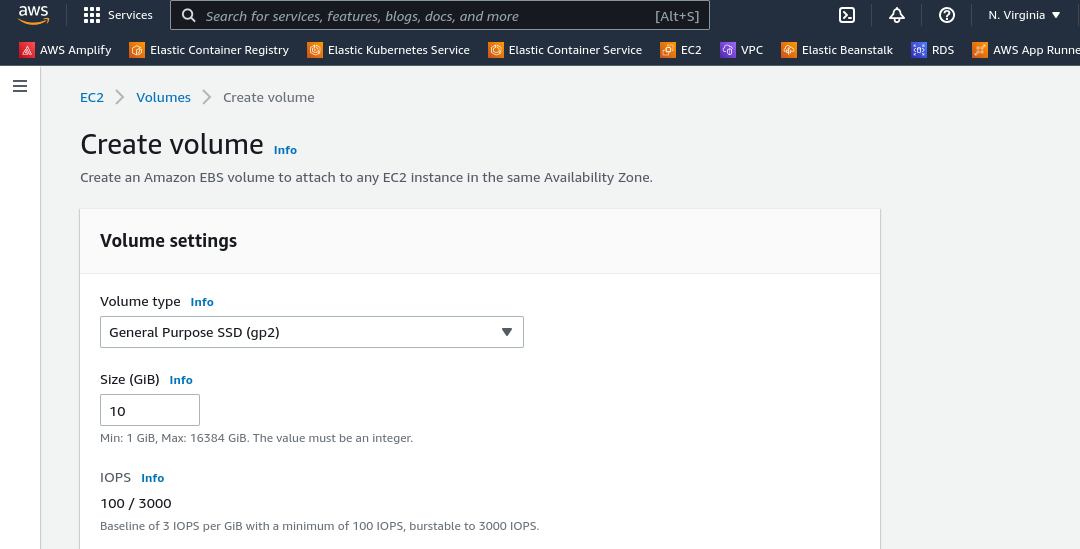 aws Services Search for services, features, blogs, docs, and more [Alt+S] N. Virginia
AWS Amplify Elastic Container Registry Elastic Kubernetes Service Elastic Container Service EC2 VPC Elastic Beanstalk RDS AWS App Runne
EC2 Volumes Create volume
Create volume Info
Create an Amazon EBS volume to attach to any EC2 instance in the same Availability Zone.
Volume settings
Volume type Info
General Purpose SSD (gp2)
Size (GiB) Info
10
Min: 1 GiB, Max: 16384 GiB. The value must be an integer.
IOPS Info
100 / 3000
Baseline of 3 IOPS per GiB with a minimum of 100 IOPS, burstable to 3000 IOPS.